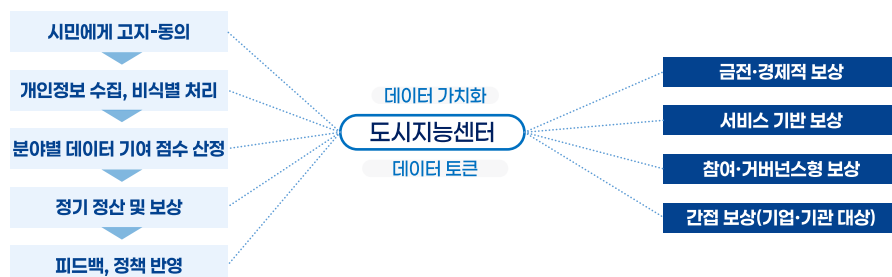 시민에게 고지-동의
개인정보 수집, 비식별 처리
분야별 데이터 기여 점수 산정
정기 정산 및 보상
피드백, 정책 반영
데이터 가치화
도시지능센터
데이터 토큰
금전·경제적 보상
서비스 기반 보상
참여·거버넌스형 보상
간접 보상(기업·기관 대상)